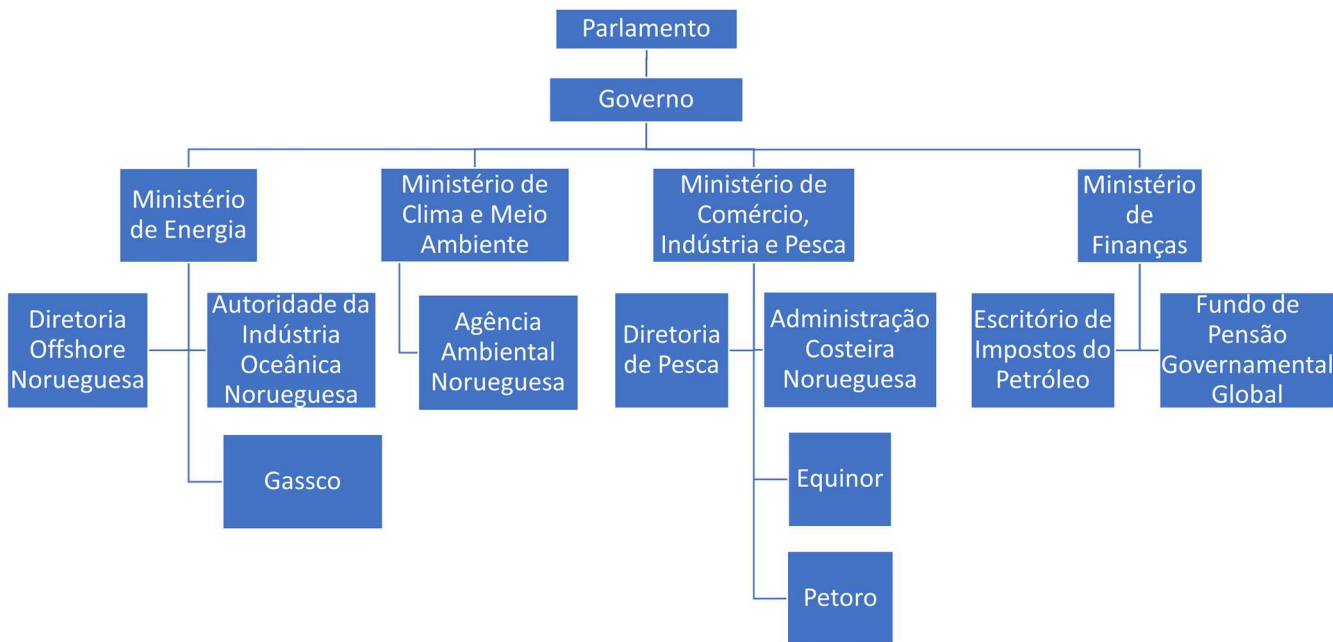 Parlamento
Governo
Ministério
de Energia
Ministério de
Clima e Meio
Ambiente
Ministério de
Comércio,
Indústria e Pesca
Ministério
de
Finanças
Diretoria
Offshore
Norueguesa
Autoridade da
Indústria
Oceânica
Norueguesa
Agência
Ambiental
Norueguesa
Diretoria
de Pesca
Administração
Costeira
Norueguesa
Escritório de
Impostos do
Petróleo
Fundo de
Pensão
Governamental
Global
Gassco
Equinor
Petoro